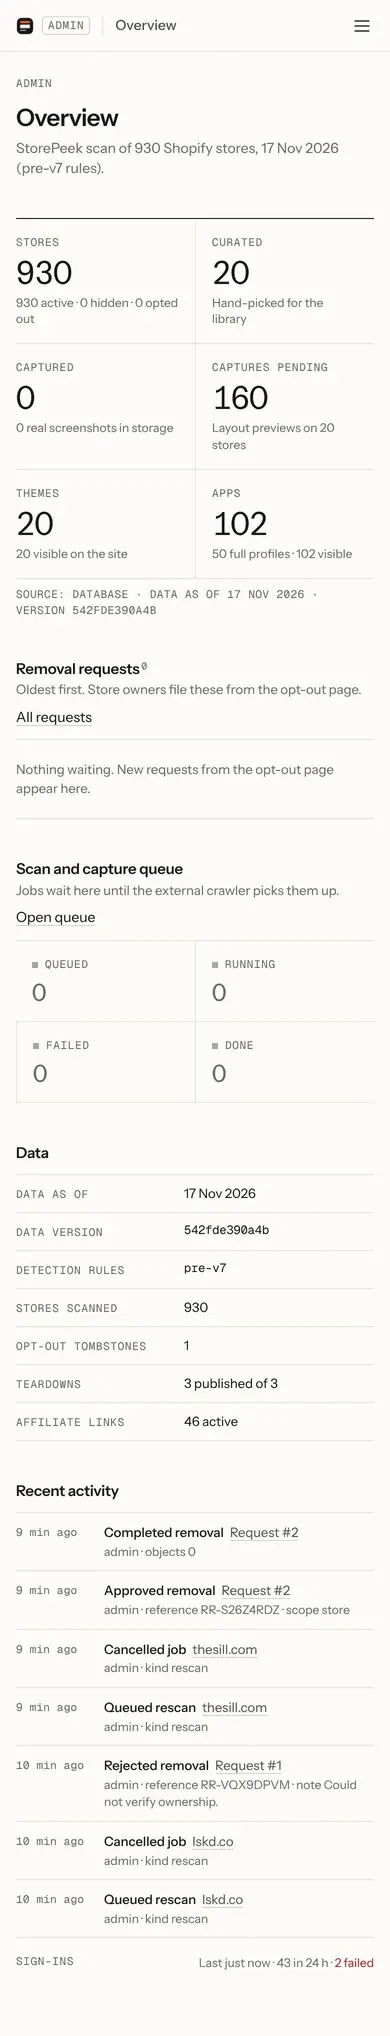 ADMIN
Overview
ADMIN
Overview
StorePeek scan of 930 Shopify stores, 17 Nov 2026
(pre-v7 rules).
STORES
930
930 active · 0 hidden · 0 opted
out
CURATED
20
Hand-picked for the
library
CAPTURED
0
0 real screenshots in storage
CAPTURES PENDING
160
Layout previews on 20
stores
THEMES
20
20 visible on the site
APPS
102
50 full profiles · 102 visible
SOURCE: DATABASE · DATA AS OF 17 NOV 2026 ·
VERSION 542FDE390A4B
Removal requests 0
Oldest first. Store owners file these from the opt-out page.
All requests
Nothing waiting. New requests from the opt-out page
appear here.
Scan and capture queue
Jobs wait here until the external crawler picks them up.
Open queue
QUEUED
0
RUNNING
0
FAILED
0
DONE
0
Data
DATA AS OF 17 Nov 2026
DATA VERSION 542fde390a4b
DETECTION RULES pre-v7
STORES SCANNED 930
OPT-OUT TOMBSTONES 1
TEARDOWNS 3 published of 3
AFFILIATE LINKS 46 active
Recent activity
9 min ago Completed removal Request #2
admin · objects 0
9 min ago Approved removal Request #2
admin · reference RR-S26Z4RDZ · scope store
9 min ago Cancelled job thesill.com
admin · kind rescan
9 min ago Queued rescan thesill.com
admin · kind rescan
10 min ago Rejected removal Request #1
admin · reference RR-VQX9DPVM · note Could
not verify ownership.
10 min ago Cancelled job lskd.co
admin · kind rescan
10 min ago Queued rescan lskd.co
admin · kind rescan
SIGN-INS Last just now · 43 in 24 h · 2 failed